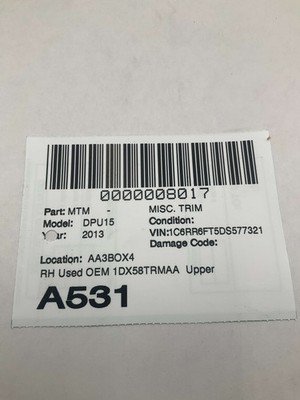 0000008017
Part: MTM - MISC. TRIM
Model: DPU15 Condition:
Year: 2013 VIN:1C6RR6FT5DS577321
Damage Code:
Location: AA3BOX4
RH Used OEM 1DX58TRMAA Upper
A531